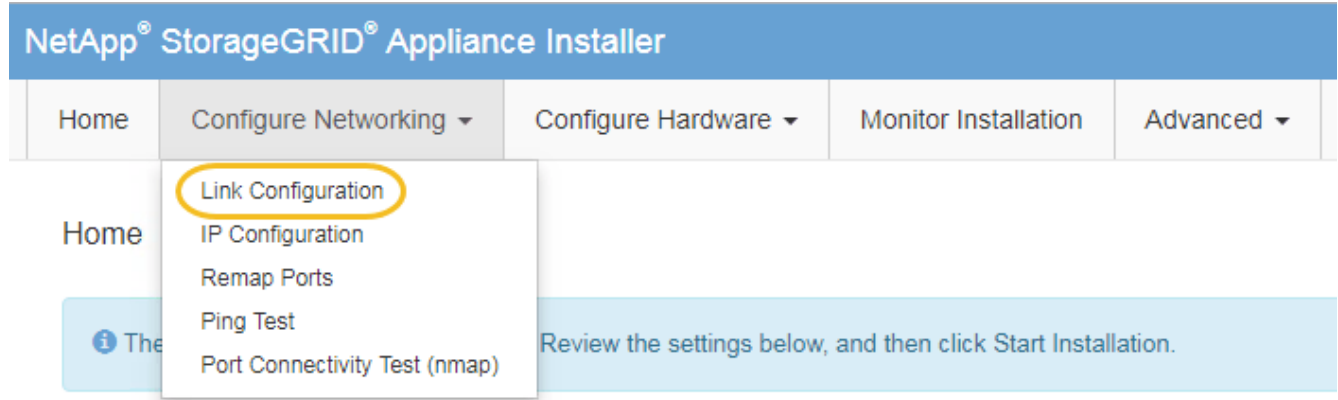 NetApp® StorageGRID® Appliance Installer
Home Configure Networking Configure Hardware Monitor Installation Advanced
Link Configuration
Home
IP Configuration
Remap Ports
Ping Test
The
Review the settings below, and then click Start Installation.
Port Connectivity Test (nmap)